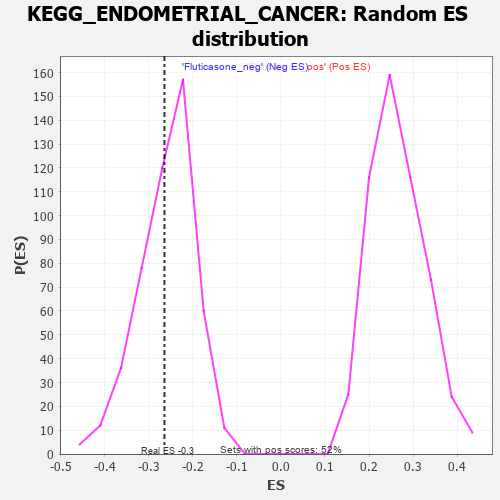 KEGG_ENDOMETRIAL_CANCER: Random ES
distribution
'Fluticasone_neg' (Neg ES)
pos' (Pos ES)
160
150
140
130
120
110
100
90
80
70
60
50
40
30
20
10
0
P(ES)
Real ES -0.3
Sets with pos scores: 52%
-0.5 -0.4 -0.3 -0.2 -0.1 0.0 0.1 0.2 0.3 0.4
ES